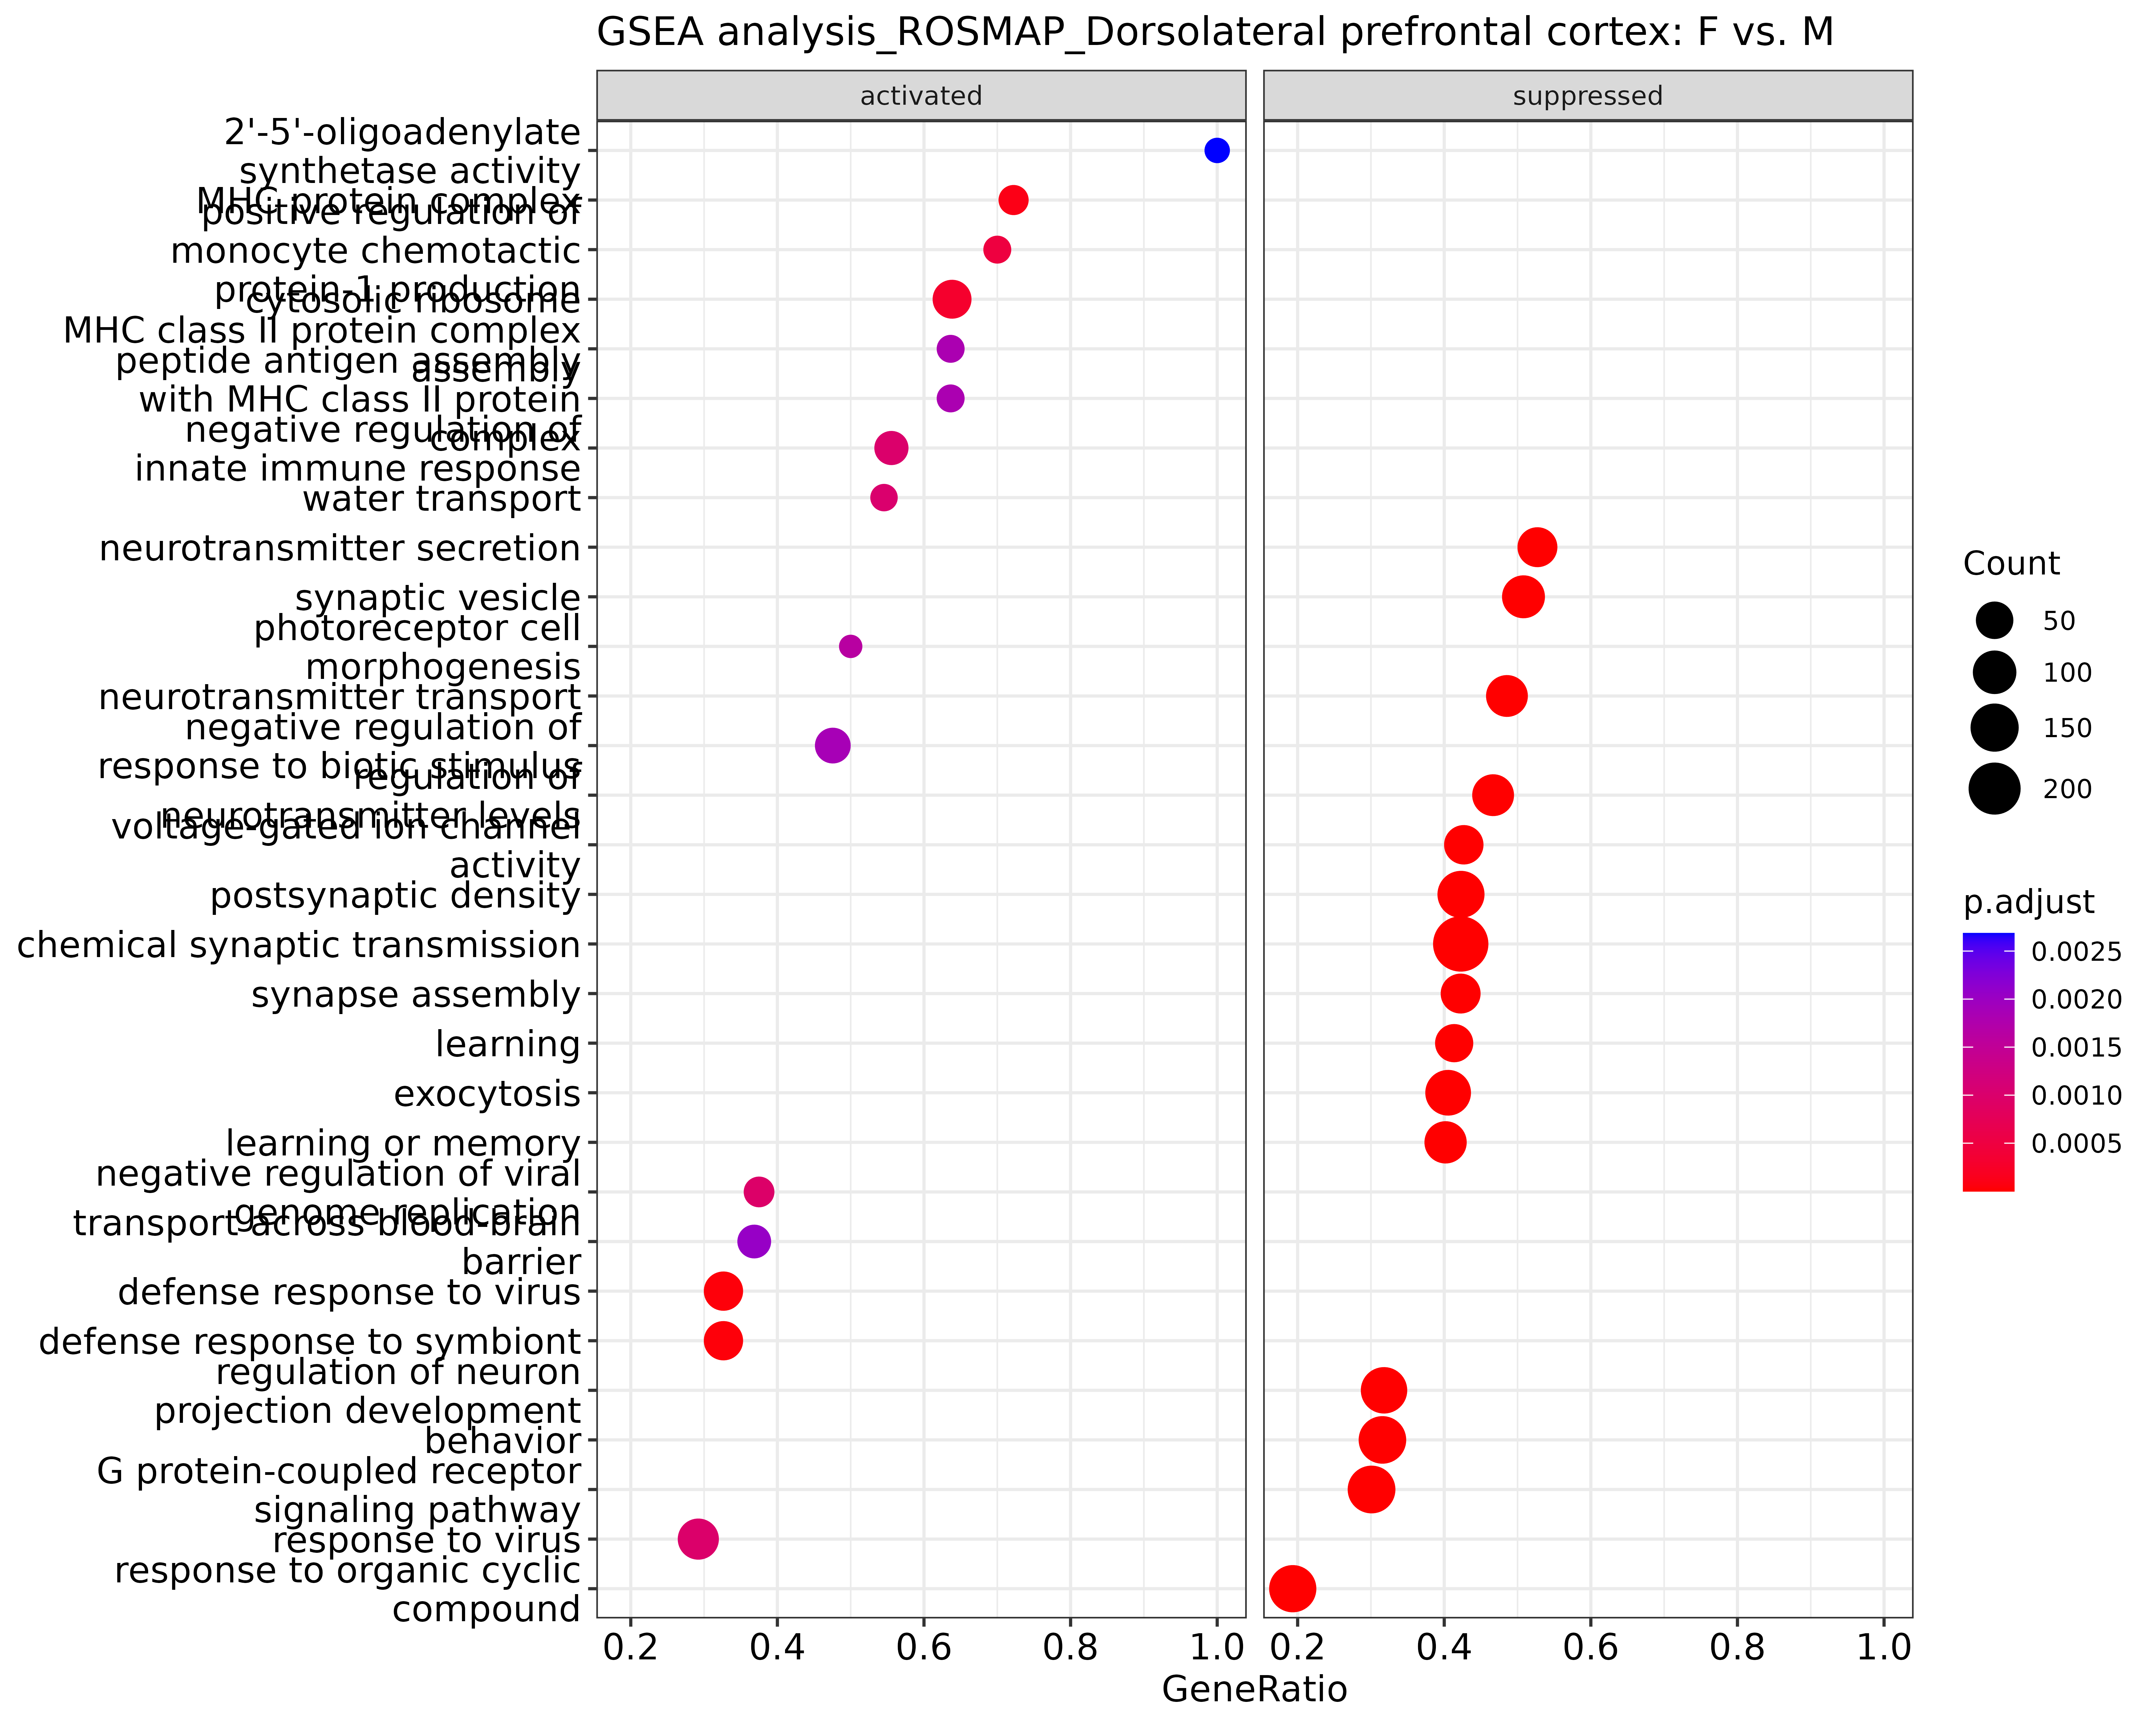 GSEA analysis_ROSMAP_Dorsolateral prefrontal cortex: F vs. M
activated
suppressed
2'-5'-oligoadenylate
synthetase activity
MHC protein complex
positive regulation of
monocyte chemotactic
protein-1 production
cytosolic ribosome
MHC class II protein complex
assembly
peptide antigen assembly
with MHC class II protein
complex
negative regulation of
innate immune response
water transport
neurotransmitter secretion
synaptic vesicle
photoreceptor cell
morphogenesis
neurotransmitter transport
negative regulation of
response to biotic stimulus
regulation of
neurotransmitter levels
voltage-gated ion channel
activity
postsynaptic density
chemical synaptic transmission
synapse assembly
learning
exocytosis
learning or memory
negative regulation of viral
genome replication
transport across blood-brain
barrier
defense response to virus
defense response to symbiont
regulation of neuron
projection development
behavior
G protein-coupled receptor
signaling pathway
response to virus
response to organic cyclic
compound
0.2 0.4 0.6 0.8 1.0
0.2 0.4 0.6 0.8 1.0
GeneRatio
Count
50
100
150
200
p.adjust
0.0025
0.0020
0.0015
0.0010
0.0005